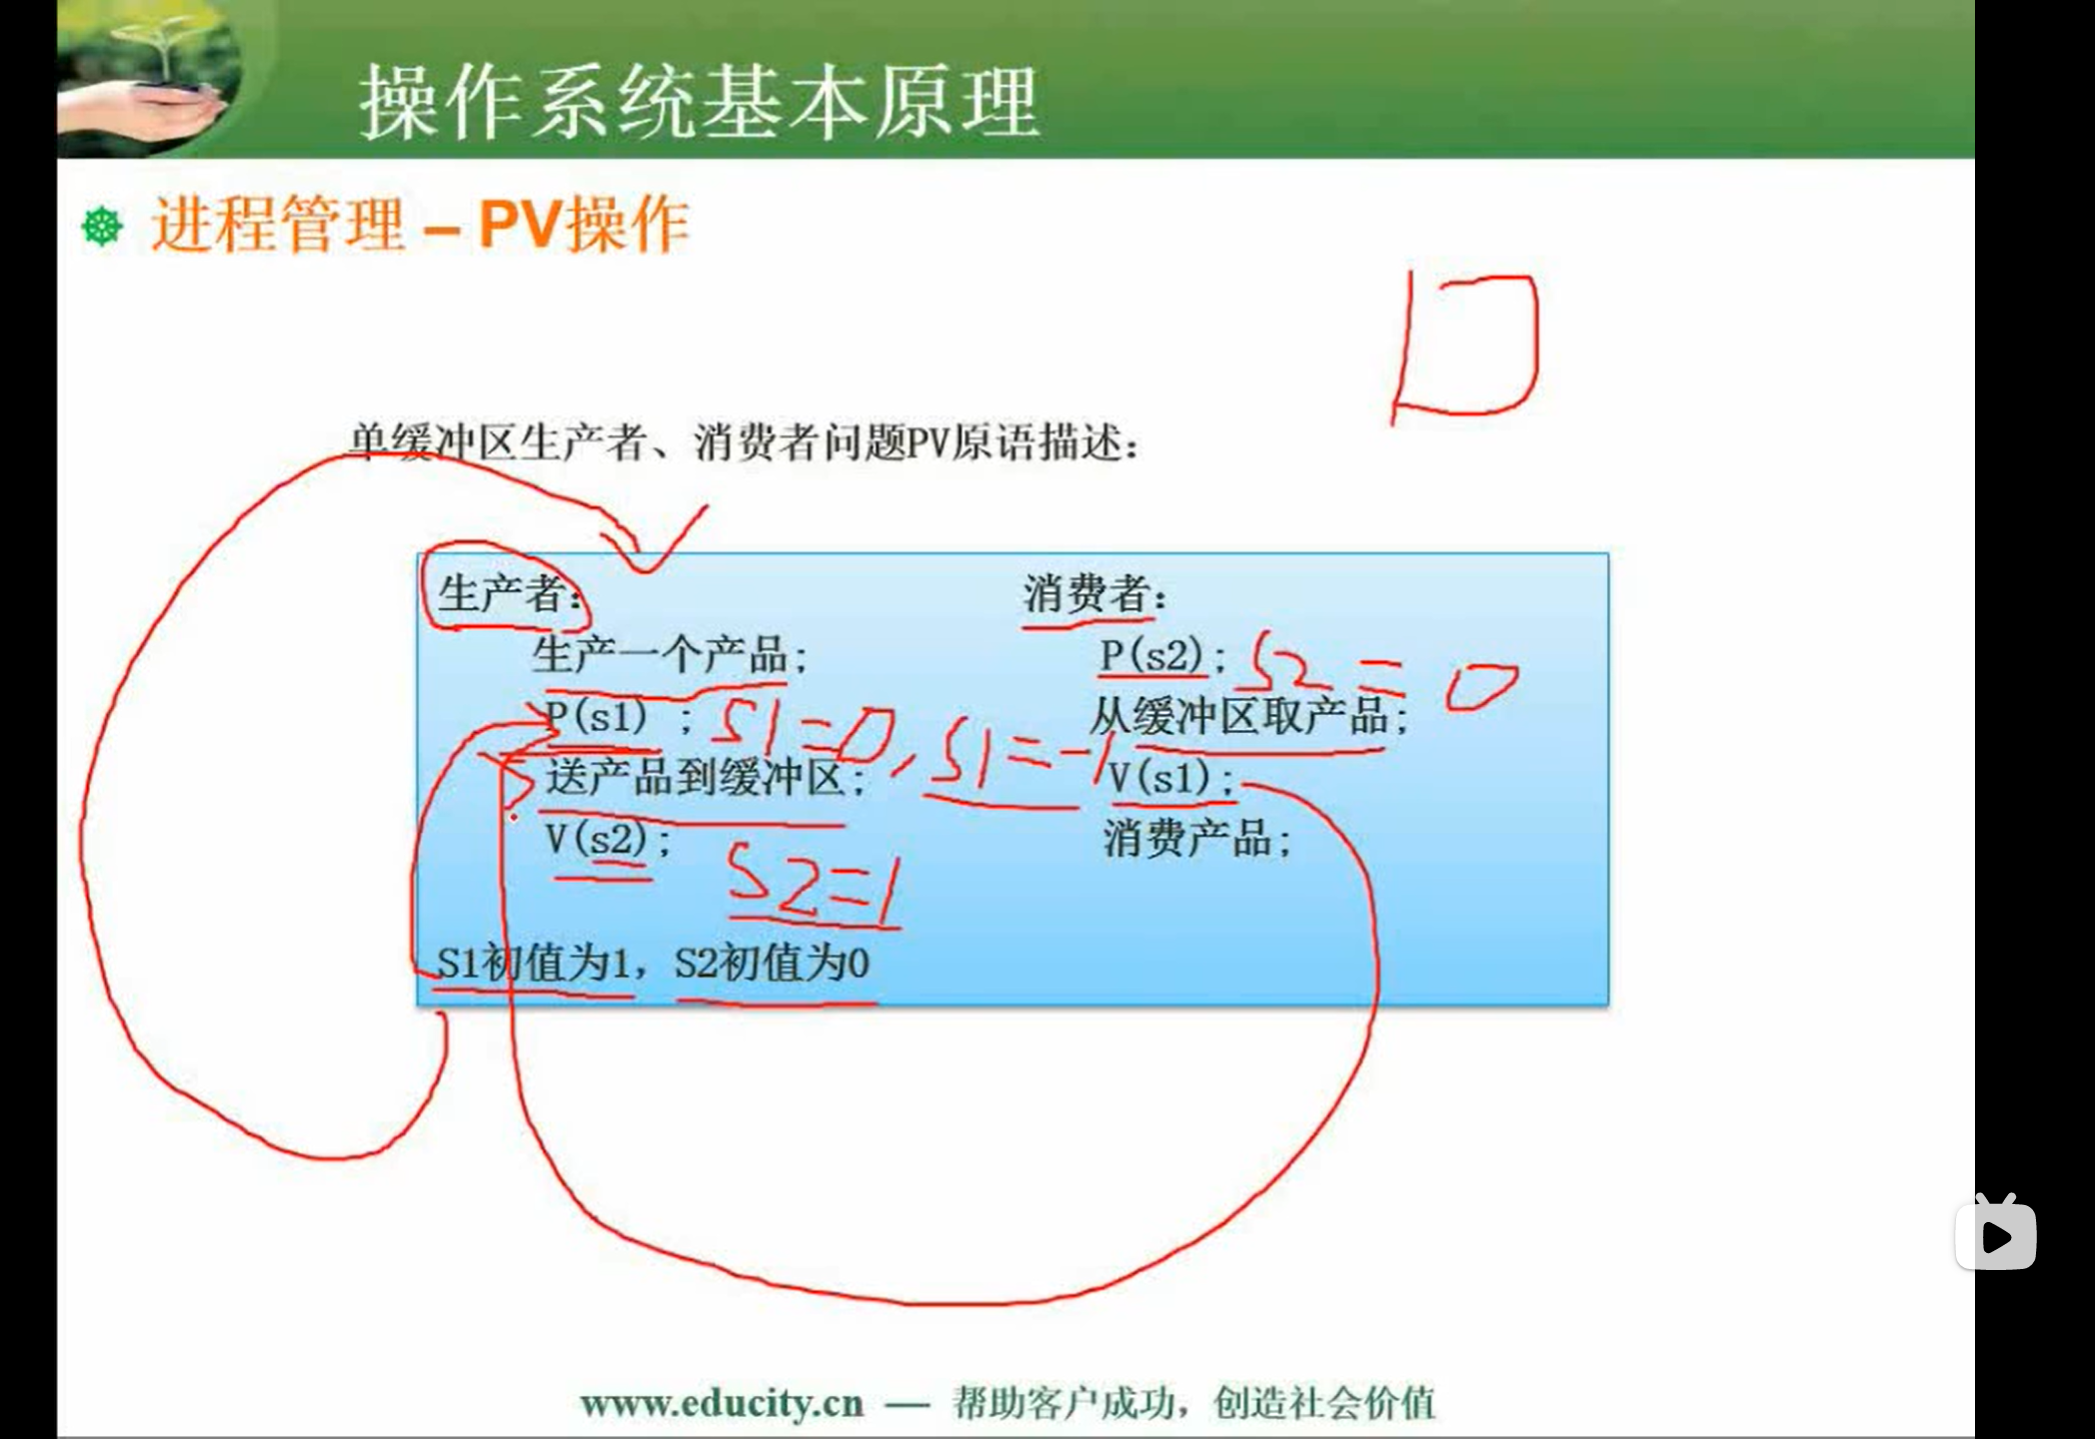 操作系统基本原理
进程管理 – PV操作
单缓冲区生产者、消费者问题PV原语描述：
生产者：
生产一个产品；
P(s1) ； S1=0, S1=-1
送产品到缓冲区；
V(s2)； S2=1
S1初值为1，S2初值为0
消费者：
P(s2)； S2=0
从缓冲区取产品；
V(s1)；
消费产品；
www.educity.cn — 帮助客户成功，创造社会价值